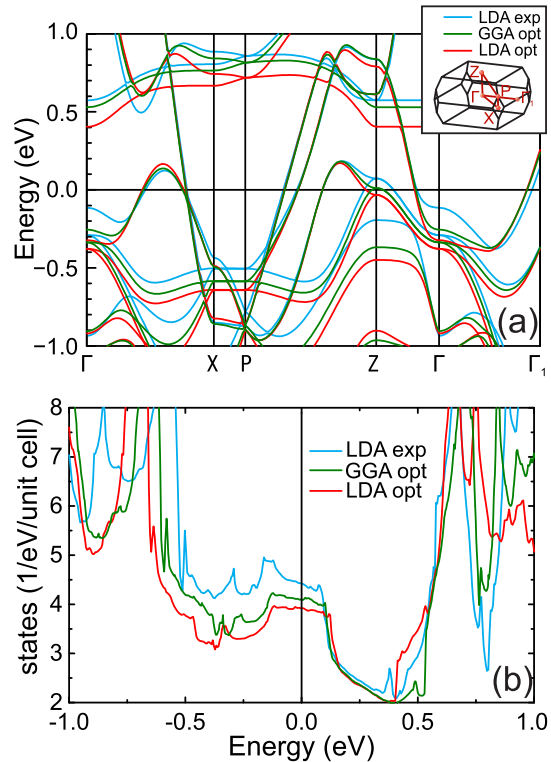 LDA exp
GGA opt
LDA opt
Z
Γ
P
Γ1
X
Energy (eV)
1.0
0.5
0.0
−0.5
−1.0
(a)
Γ
X
P
Z
Γ
Γ1
states (1/eV/unit cell)
8
7
6
5
4
3
2
LDA exp
GGA opt
LDA opt
(b)
-1.0
-0.5
0.0
0.5
1.0
Energy (eV)